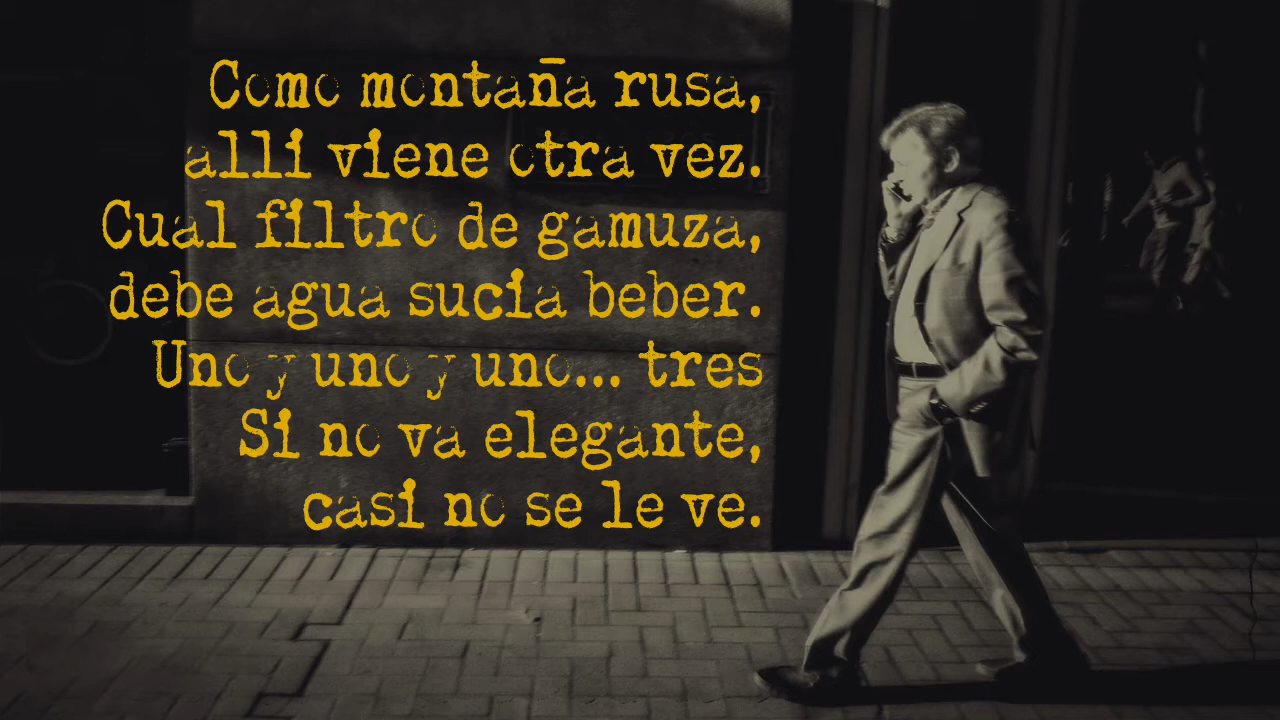 Como montaña rusa,
alli viene otra vez.
Cual filtro de gamuza,
debe agua sucia beber.
Uno y uno y uno... tres
Si no va elegante,
casi no se le ve.